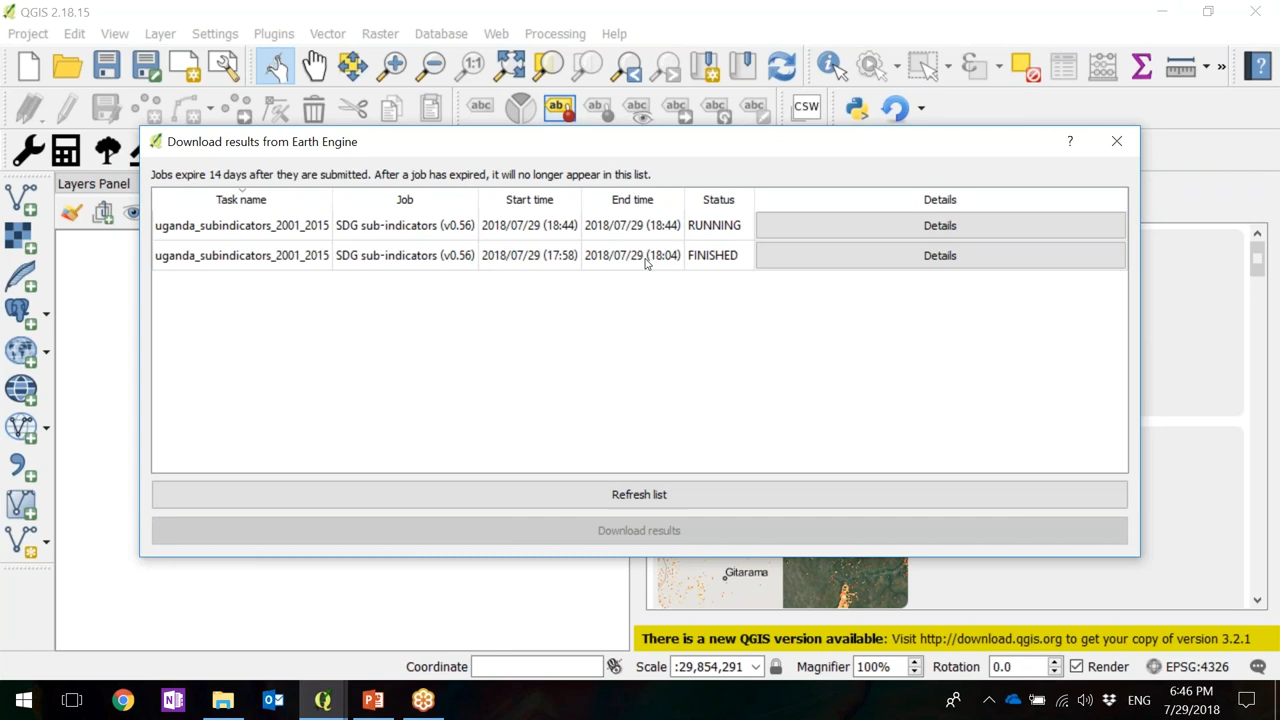 QGIS 2.18.15
Project Edit View Layer Settings Plugins Vector Raster Database Web Processing Help
abc ab ab abc abc abc abc CSW
Download results from Earth Engine
Jobs expire 14 days after they are submitted. After a job has expired, it will no longer appear in this list.
Layers Panel
Task name Job Start time End time Status Details
uganda_subindicators_2001_2015 SDG sub-indicators (v0.56) 2018/07/29 (18:44) 2018/07/29 (18:44) RUNNING Details
uganda_subindicators_2001_2015 SDG sub-indicators (v0.56) 2018/07/29 (17:58) 2018/07/29 (18:04) FINISHED Details
Refresh list
Download results
Gitarama
There is a new QGIS version available: Visit http://download.qgis.org to get your copy of version 3.2.1
Coordinate Scale :29,854,291 Magnifier 100% Rotation 0.0 Render EPSG:4326
ENG 6:46 PM
7/29/2018